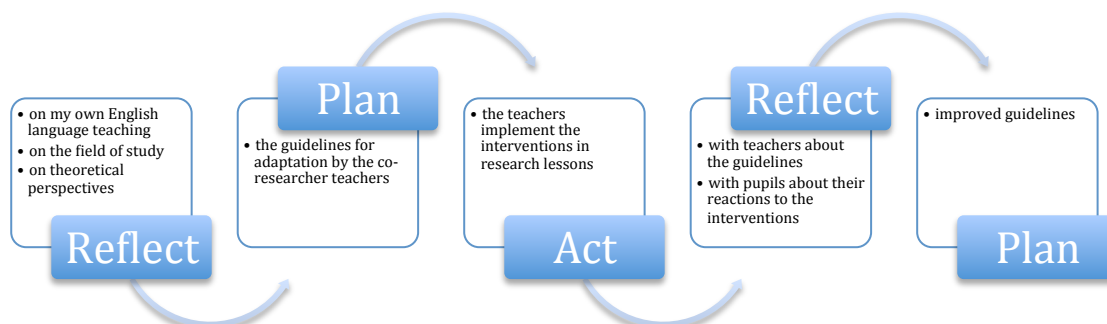 • on my own English
language teaching
• on the field of study
• on theoretical
perspectives
Reflect
Plan
• the guidelines for
adaptation by the co-
researcher teachers
• the teachers
implement the
interventions in
research lessons
Act
Reflect
• with teachers about
the guidelines
• with pupils about their
reactions to the
interventions
• improved guidelines
Plan